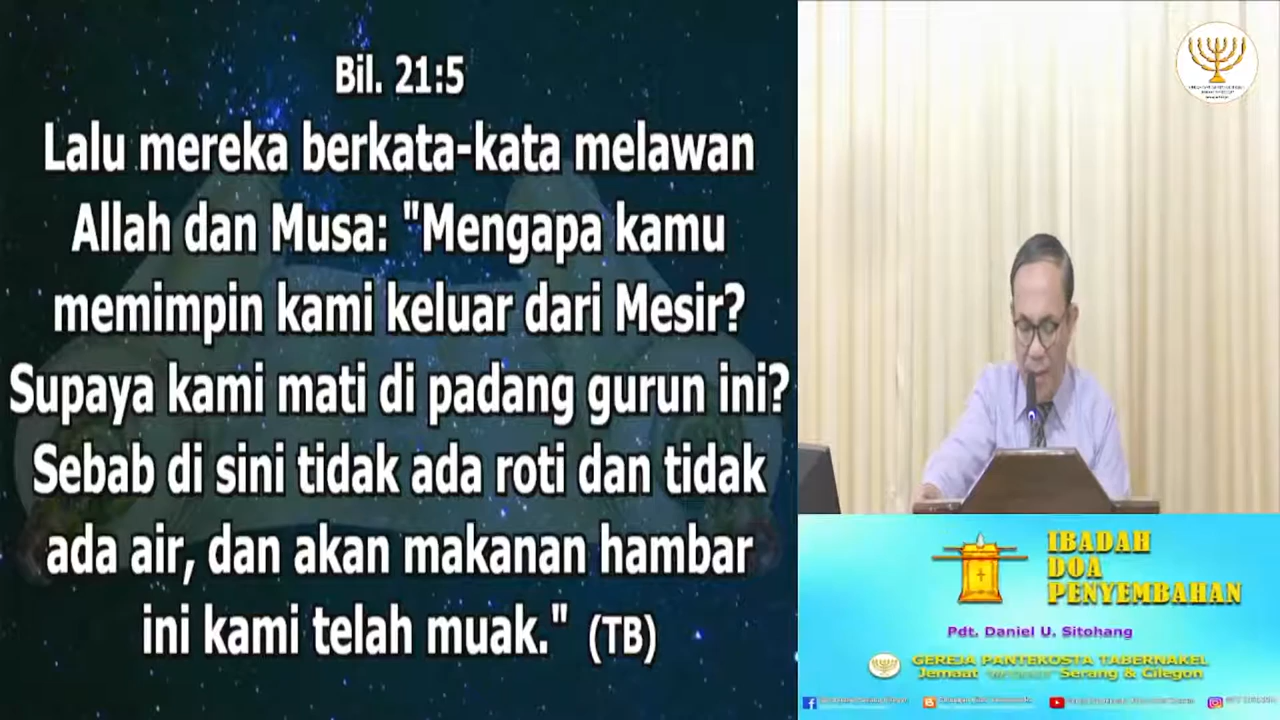 Bil. 21:5
Lalu mereka berkata-kata melawan
Allah dan Musa: "Mengapa kamu
memimpin kami keluar dari Mesir?
Supaya kami mati di padang gurun ini?
Sebab di sini tidak ada roti dan tidak
ada air, dan akan makanan hambar
ini kami telah muak." (TB)
IBADAH
DOA
PENYEMBAHAN
Pdt. Daniel U. Sitohang
GEREJA PANTEKOSTA TABERNAKEL
Jemaat Serang & Cilegon